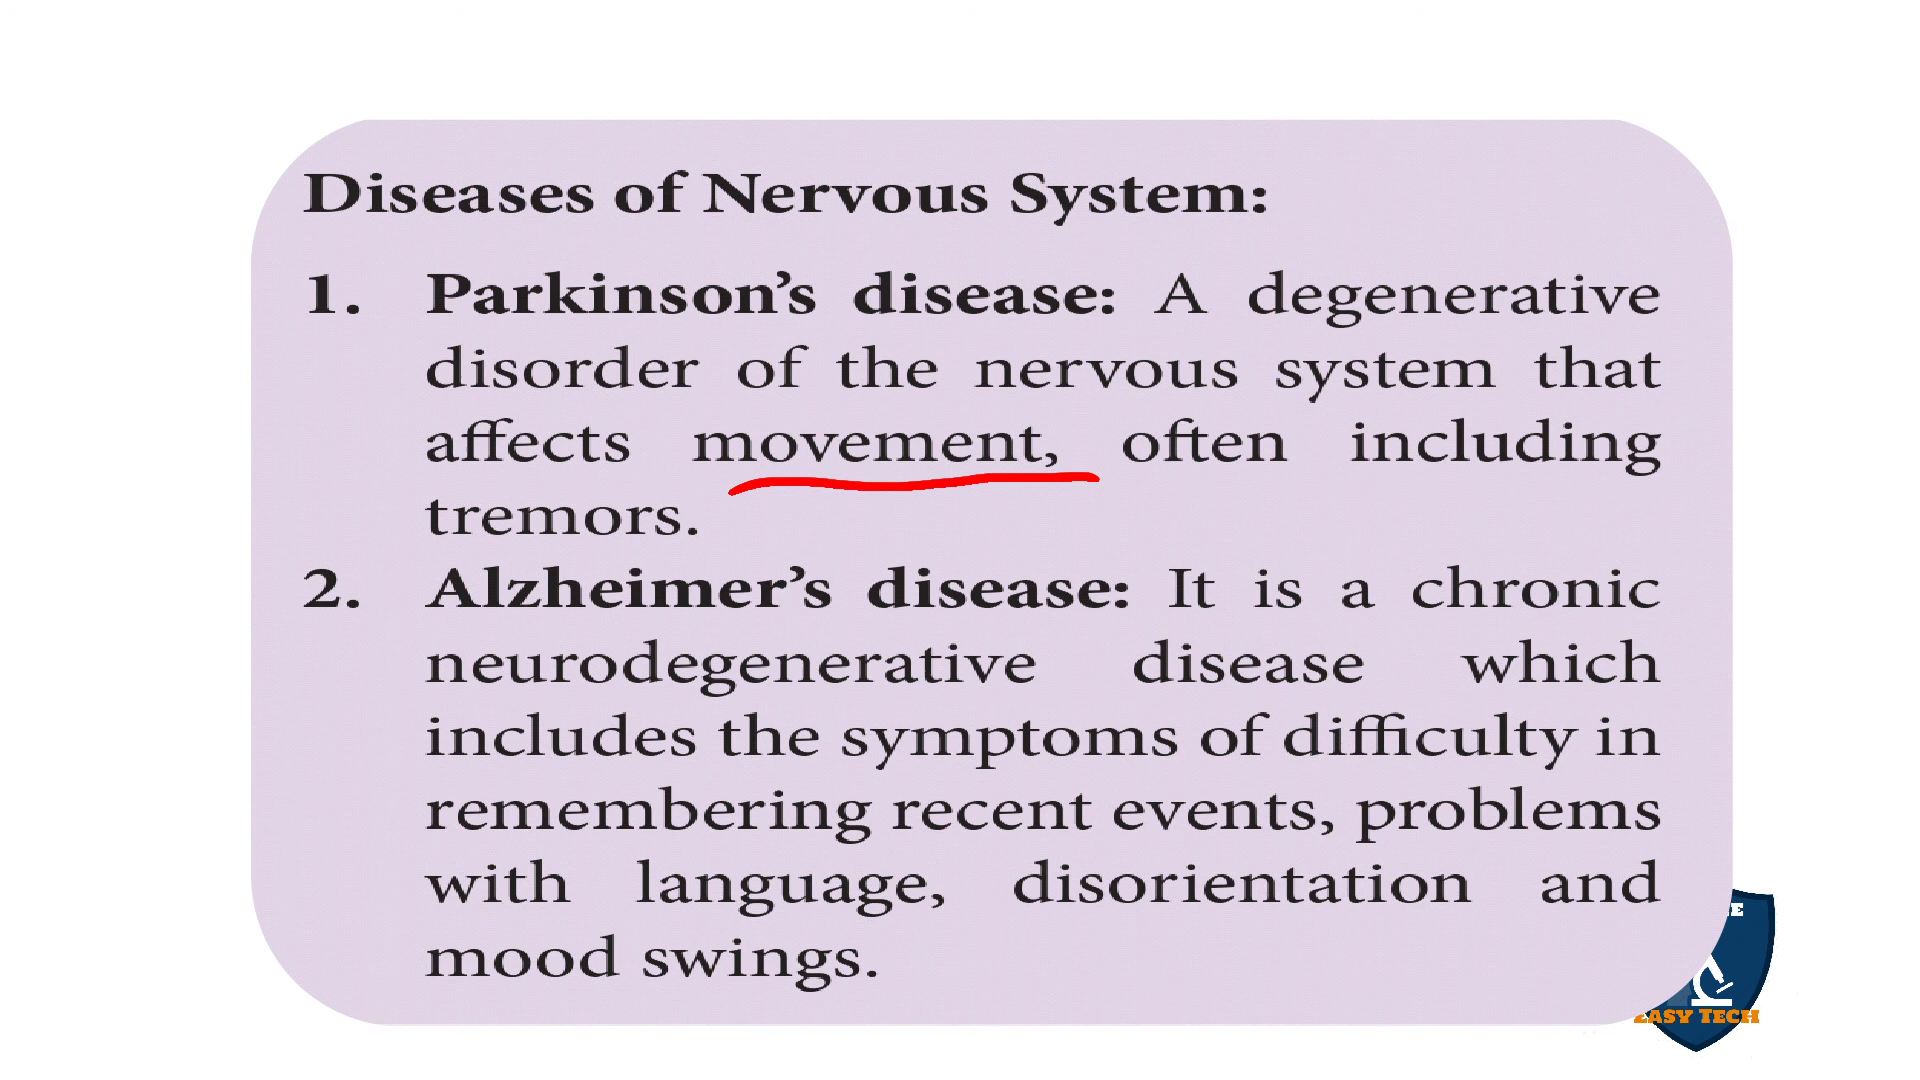 Diseases of Nervous System:
1. Parkinson’s disease: A degenerative
disorder of the nervous system that
affects movement, often including
tremors.
2. Alzheimer’s disease: It is a chronic
neurodegenerative disease which
includes the symptoms of difficulty in
remembering recent events, problems
with language, disorientation and
mood swings.
EASY TECH